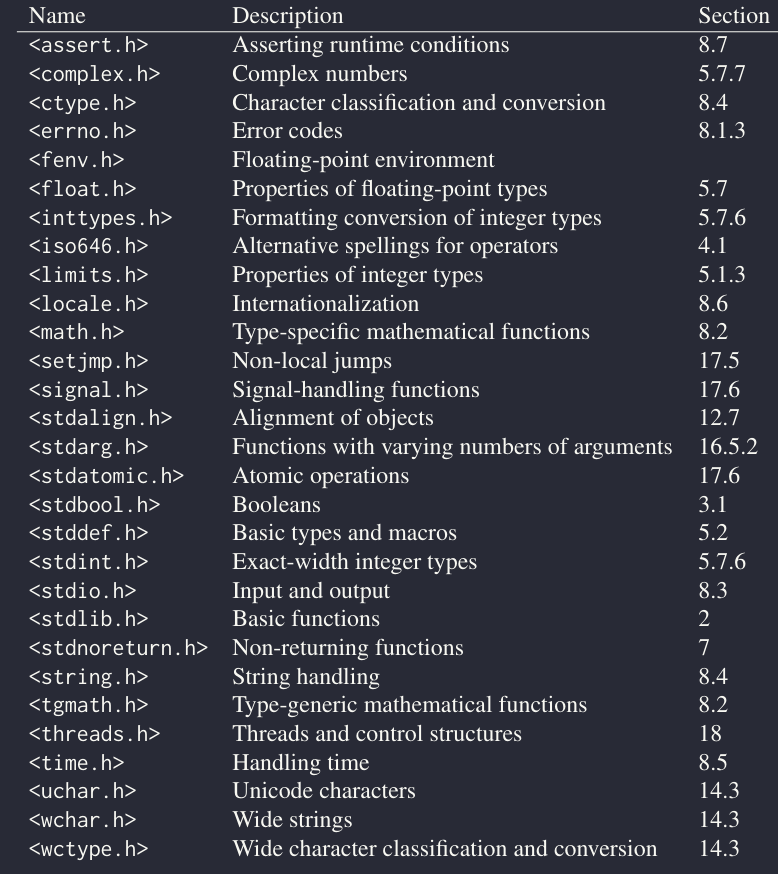 Name Description Section
<assert.h> Asserting runtime conditions 8.7
<complex.h> Complex numbers 5.7.7
<ctype.h> Character classification and conversion 8.4
<errno.h> Error codes 8.1.3
<fenv.h> Floating-point environment
<float.h> Properties of floating-point types 5.7
<inttypes.h> Formatting conversion of integer types 5.7.6
<iso646.h> Alternative spellings for operators 4.1
<limits.h> Properties of integer types 5.1.3
<locale.h> Internationalization 8.6
<math.h> Type-specific mathematical functions 8.2
<setjmp.h> Non-local jumps 17.5
<signal.h> Signal-handling functions 17.6
<stdalign.h> Alignment of objects 12.7
<stdarg.h> Functions with varying numbers of arguments 16.5.2
<stdatomic.h> Atomic operations 17.6
<stdbool.h> Booleans 3.1
<stddef.h> Basic types and macros 5.2
<stdint.h> Exact-width integer types 5.7.6
<stdio.h> Input and output 8.3
<stdlib.h> Basic functions 2
<stdnoreturn.h> Non-returning functions 7
<string.h> String handling 8.4
<tgmath.h> Type-generic mathematical functions 8.2
<threads.h> Threads and control structures 18
<time.h> Handling time 8.5
<uchar.h> Unicode characters 14.3
<wchar.h> Wide strings 14.3
<wctype.h> Wide character classification and conversion 14.3